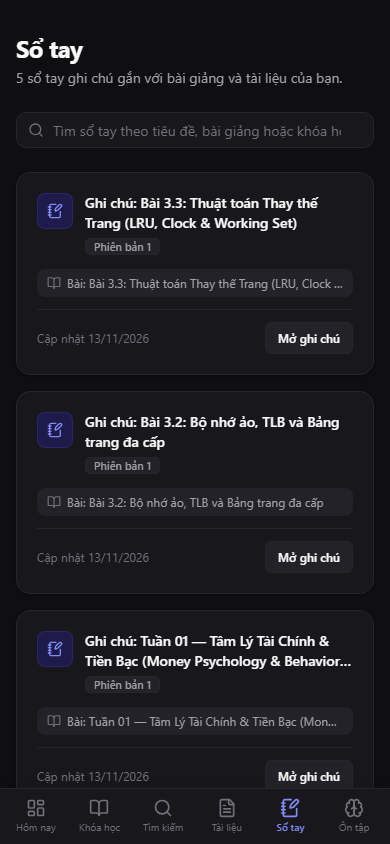 Sổ tay
5 sổ tay ghi chú gắn với bài giảng và tài liệu của bạn.
Tìm sổ tay theo tiêu đề, bài giảng hoặc khóa h
Ghi chú: Bài 3.3: Thuật toán Thay thế
Trang (LRU, Clock & Working Set)
Phiên bản 1
Bài: Bài 3.3: Thuật toán Thay thế Trang (LRU, Clock ...
Cập nhật 13/11/2026
Mở ghi chú
Ghi chú: Bài 3.2: Bộ nhớ ảo, TLB và Bảng
trang đa cấp
Phiên bản 1
Bài: Bài 3.2: Bộ nhớ ảo, TLB và Bảng trang đa cấp
Cập nhật 13/11/2026
Mở ghi chú
Ghi chú: Tuần 01 — Tâm Lý Tài Chính &
Tiền Bạc (Money Psychology & Behavior...
Phiên bản 1
Bài: Tuần 01 — Tâm Lý Tài Chính & Tiền Bạc (Mon...
Cập nhật 13/11/2026
Mở ghi chú
Hôm nay
Khóa học
Tìm kiếm
Tài liệu
Sổ tay
Ôn tập